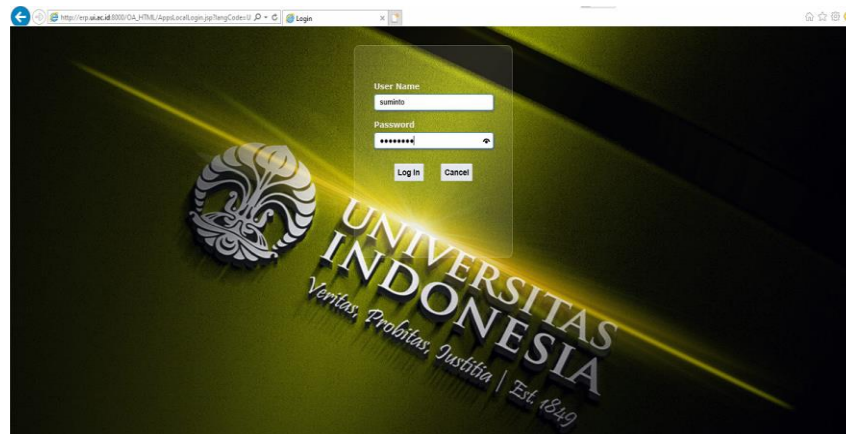 http://erp.ui.ac.id:8000/OA_HTML/AppsLocalLogin.jsp?langCode=U
Login
User Name
suminto
Password
Log In
Cancel
UNIVERSITAS
INDONESIA
Veritas, Probitas, Justitia | Est. 1849